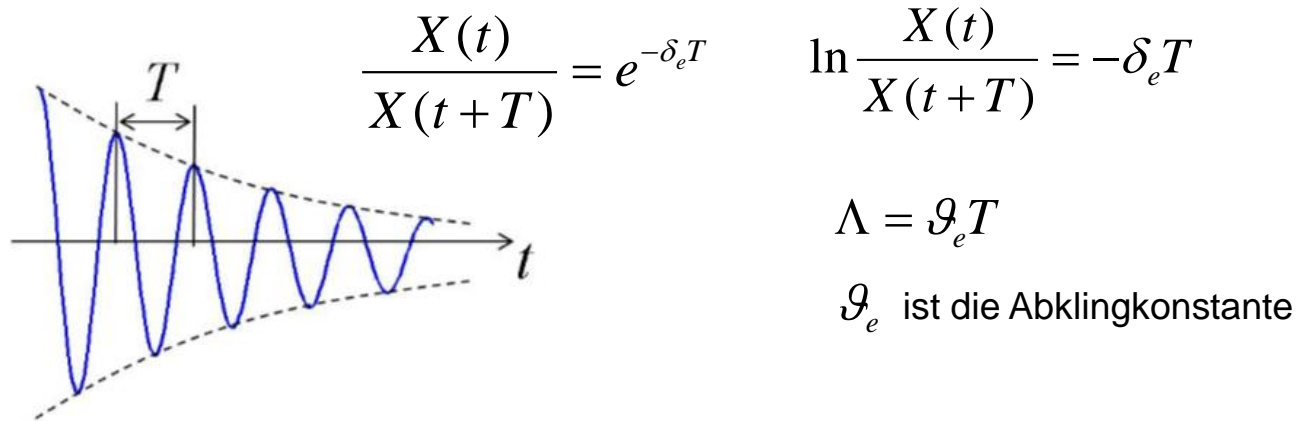 T
X(t)/X(t+T) = e^{-δ_e T}
ln X(t)/X(t+T) = -δ_e T
t
Λ = ϑ_e T
ϑ_e ist die Abklingkonstante